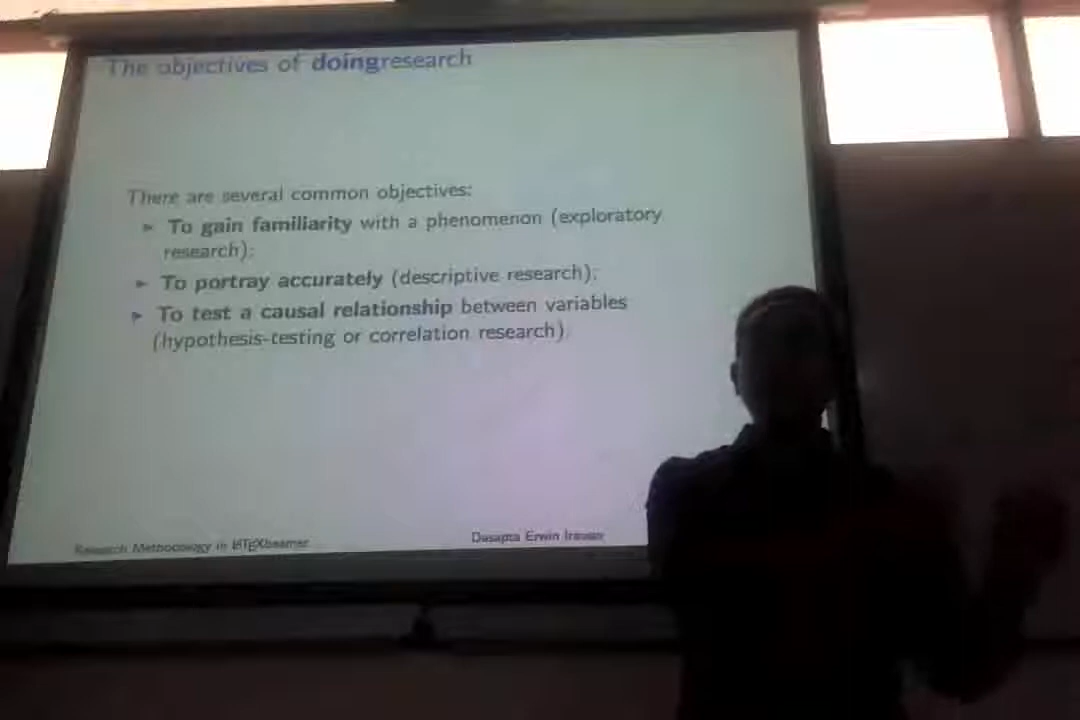 The objectives of doingresearch
There are several common objectives:
► To gain familiarity with a phenomenon (exploratory
research);
► To portray accurately (descriptive research);
► To test a causal relationship between variables
(hypothesis-testing or correlation research).
Research Methodology in LATEXbeamer
Dasapta Erwin Irawan